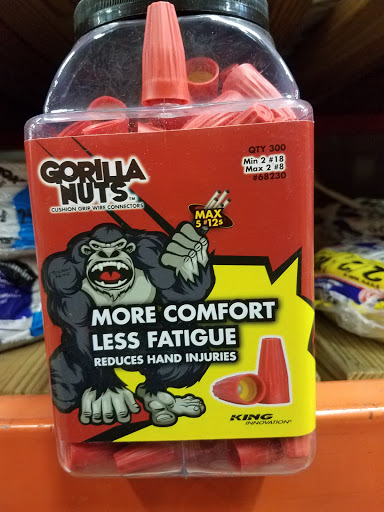 QTY 300
Min 2 #18
Max 2 #8
#68230
GORILLA
NUTS™
CUSHION GRIP WIRE CONNECTORS
MAX
5 #12s
MORE COMFORT
LESS FATIGUE
REDUCES HAND INJURIES
KING
INNOVATION®